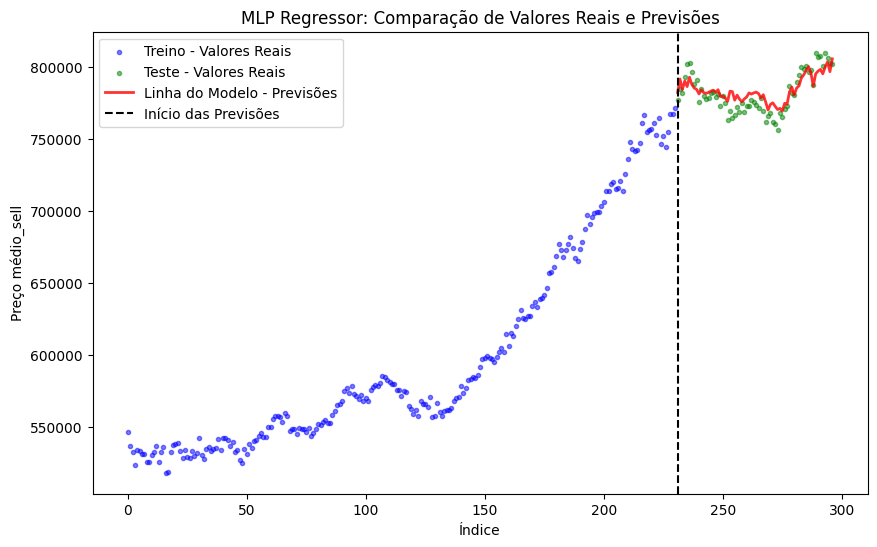 MLP Regressor: Comparação de Valores Reais e Previsões
Treino - Valores Reais
Teste - Valores Reais
Linha do Modelo - Previsões
Início das Previsões
Preço médio_sell
800000
750000
700000
650000
600000
550000
0 50 100 150 200 250 300
Índice